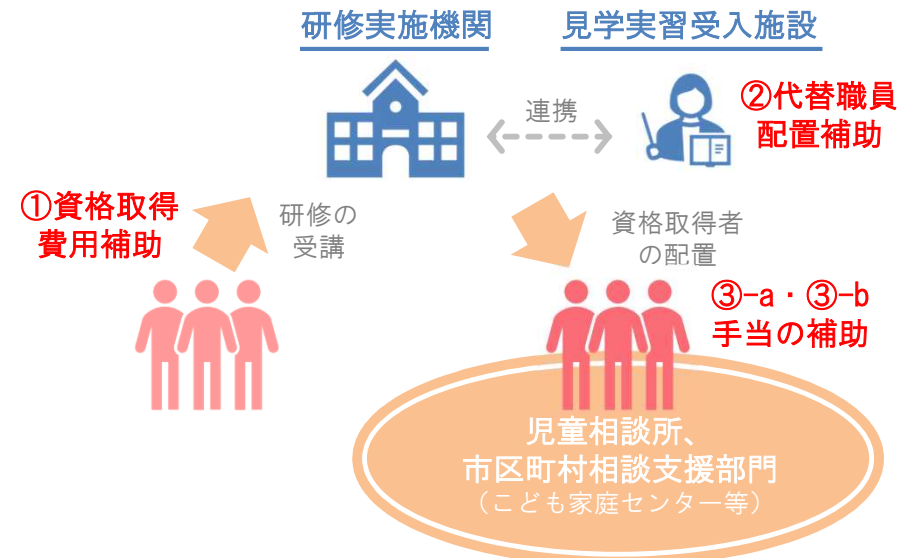 研修実施機関
見学実習受入施設
連携
②代替職員
配置補助
①資格取得
費用補助
研修の
受講
資格取得者
の配置
③-a・③-b
手当の補助
児童相談所、
市区町村相談支援部門
（こども家庭センター等）